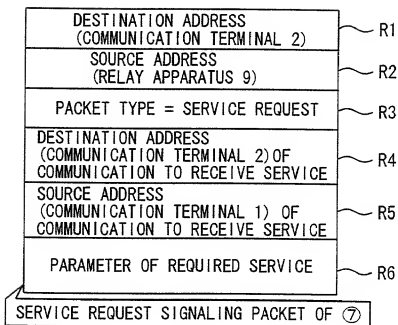 DESTINATION ADDRESS
(COMMUNICATION TERMINAL 2)
R1
SOURCE ADDRESS
(RELAY APPARATUS 9)
R2
PACKET TYPE = SERVICE REQUEST
R3
DESTINATION ADDRESS
(COMMUNICATION TERMINAL 2)OF
COMMUNICATION TO RECEIVE SERVICE
R4
SOURCE ADDRESS
(COMMUNICATION TERMINAL 1) OF
COMMUNICATION TO RECEIVE SERVICE
R5
PARAMETER OF REQUIRED SERVICE
R6
SERVICE REQUEST SIGNALING PACKET OF ⑦